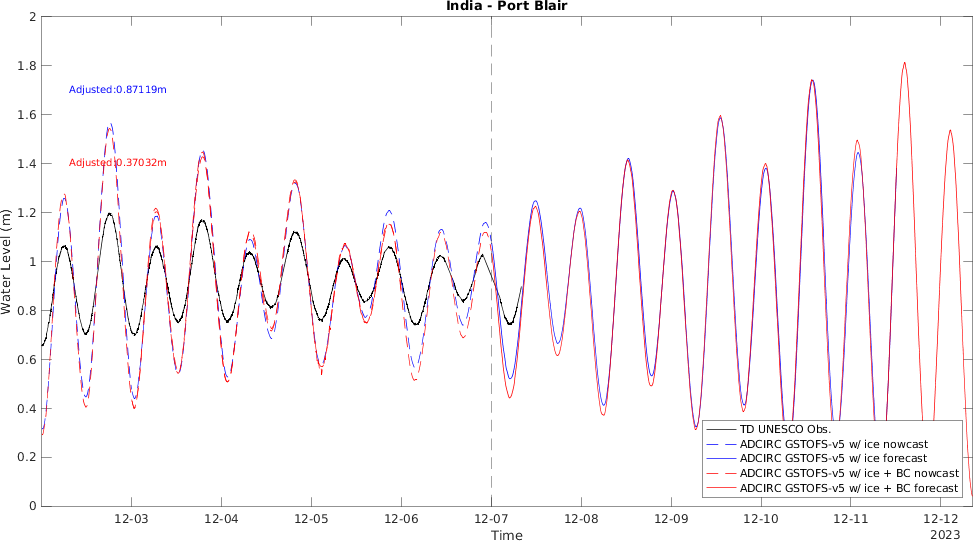 India - Port Blair
2
1.8
Adjusted:0.87119m
1.6
1.4
Adjusted:0.37032m
1.2
1
0.8
0.6
0.4
0.2
0
Water Level (m)
TD UNESCO Obs.
ADCIRC GSTOFS-v5 w/ ice nowcast
ADCIRC GSTOFS-v5 w/ ice forecast
ADCIRC GSTOFS-v5 w/ ice + BC nowcast
ADCIRC GSTOFS-v5 w/ ice + BC forecast
12-03 12-04 12-05 12-06 12-07 12-08 12-09 12-10 12-11 12-12
2023
Time